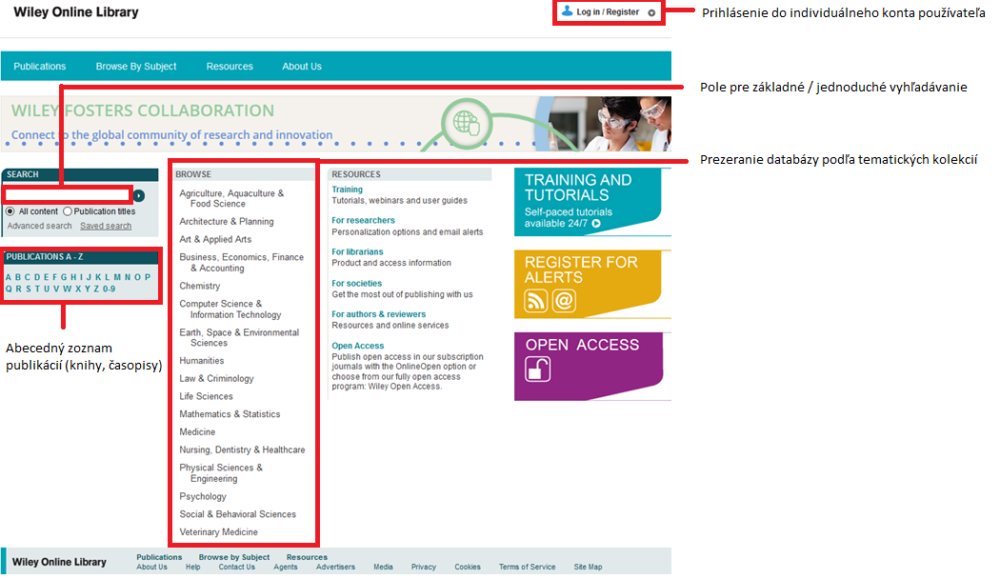 Wiley Online Library
Log in / Register
Prihlásenie do individuálneho konta používateľa
Publications Browse By Subject Resources About Us
Pole pre základné / jednoduché vyhľadávanie
WILEY FOSTERS COLLABORATION
Connect to the global community of research and innovation
Prezeranie databázy podľa tematických kolekcií
SEARCH
All content Publication titles
Advanced search Saved search
PUBLICATIONS A - Z
A B C D E F G H I J K L M N O P
Q R S T U V W X Y Z 0-9
Abecedný zoznam
publikácií (knihy, časopisy)
BROWSE
Agriculture, Aquaculture &
Food Science
Architecture & Planning
Art & Applied Arts
Business, Economics, Finance
& Accounting
Chemistry
Computer Science &
Information Technology
Earth, Space & Environmental
Sciences
Humanities
Law & Criminology
Life Sciences
Mathematics & Statistics
Medicine
Nursing, Dentistry & Healthcare
Physical Sciences &
Engineering
Psychology
Social & Behavioral Sciences
Veterinary Medicine
RESOURCES
Training
Tutorials, webinars and user guides
For researchers
Personalization options and email alerts
For librarians
Product and access information
For societies
Get the most out of publishing with us
For authors & reviewers
Resources and online services
Open Access
Publish open access in our subscription
journals with the OnlineOpen option or
choose from our fully open access
program: Wiley Open Access.
TRAINING AND
TUTORIALS
Self-paced tutorials
available 24/7
REGISTER FOR
ALERTS
OPEN ACCESS
Wiley Online Library
Publications Browse by Subject Resources
About Us Help Contact Us Agents Advertisers Media Privacy Cookies Terms of Service Site Map